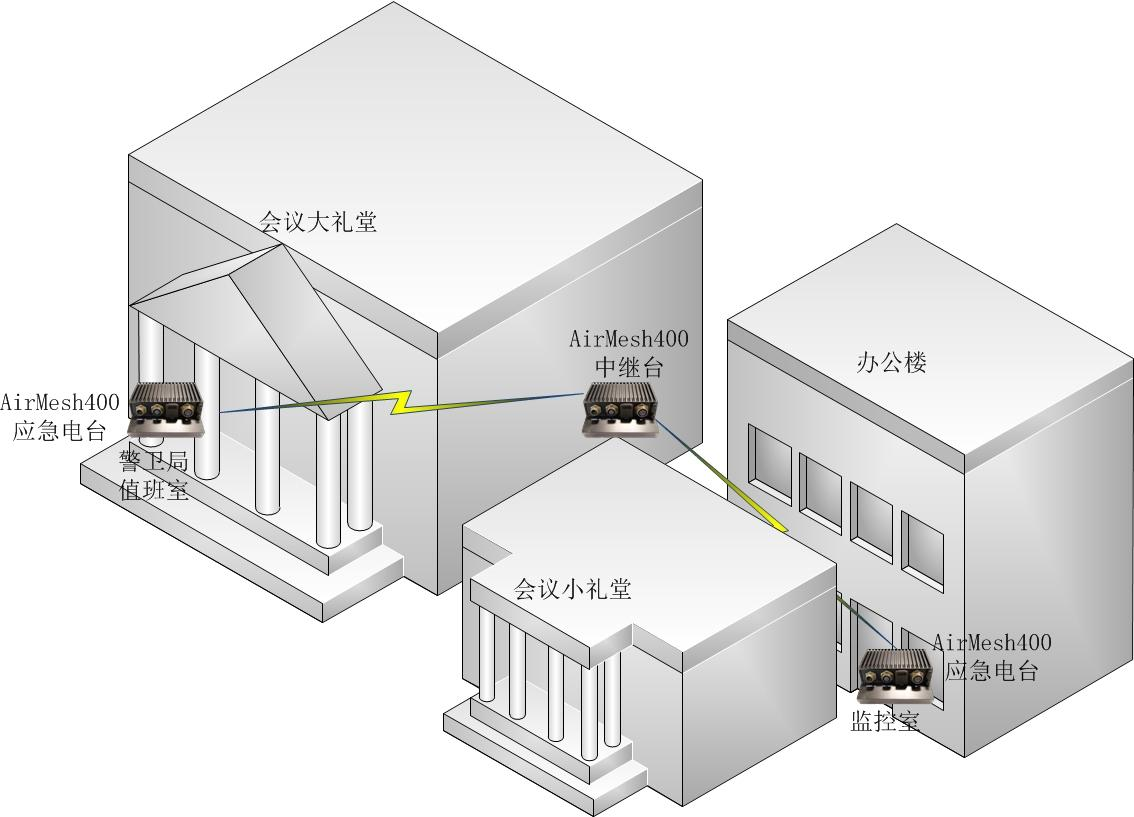 会议大礼堂
AirMesh400
中继台
办公楼
AirMesh400
应急电台
警卫局
值班室
会议小礼堂
AirMesh400
应急电台
监控室